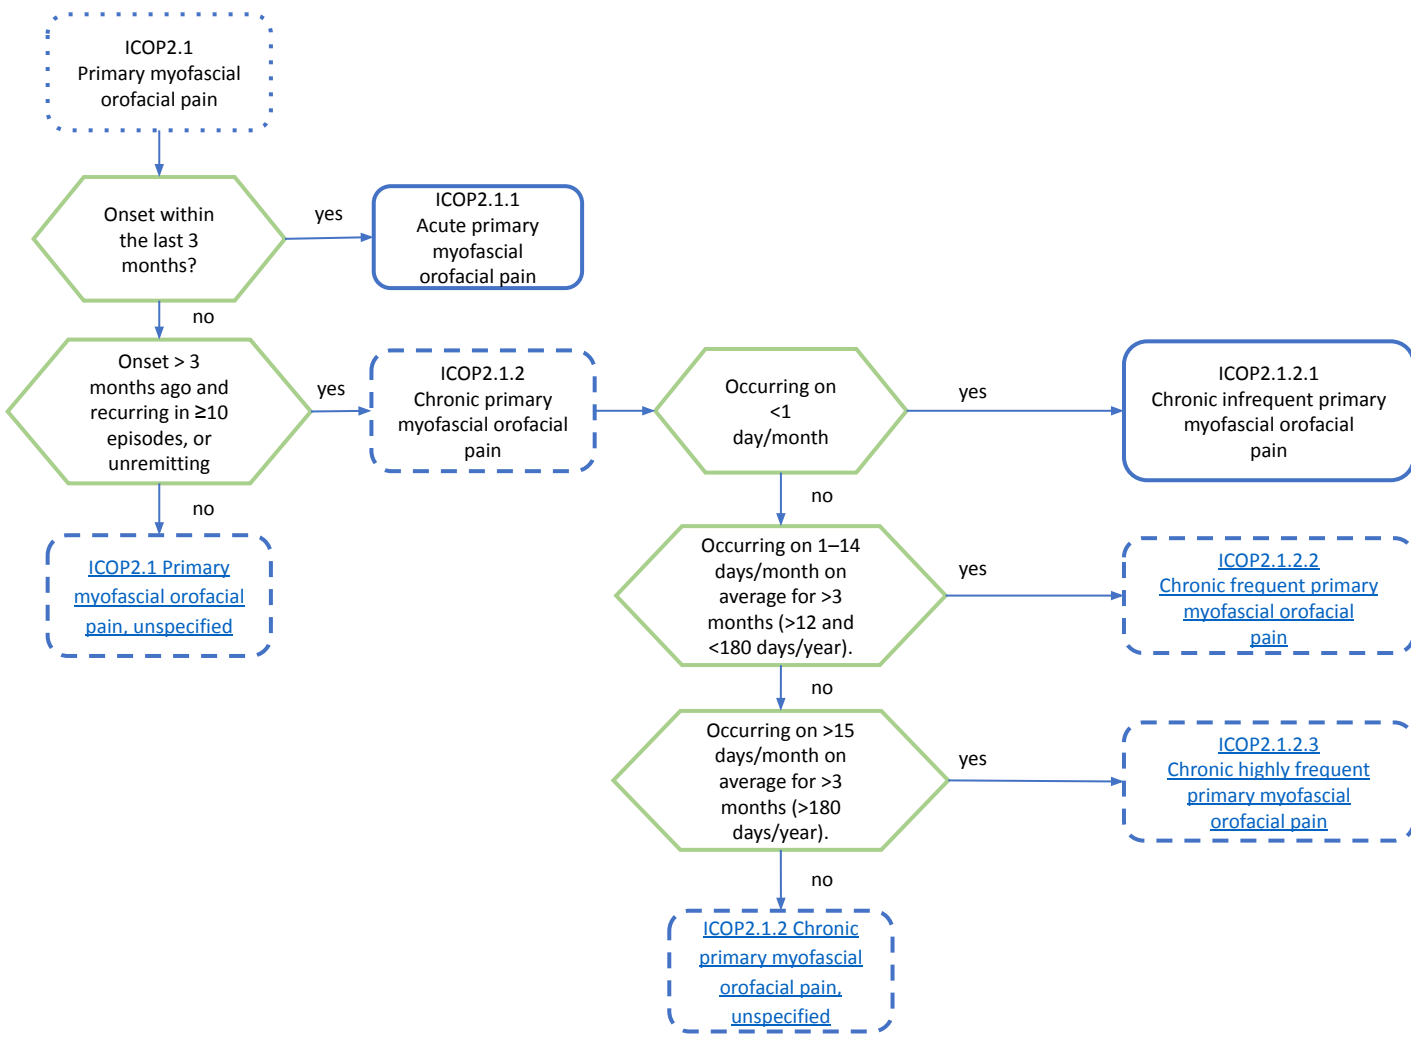 ICOP2.1
Primary myofascial
orofacial pain
Onset within
the last 3
months?
yes
ICOP2.1.1
Acute primary
myofascial
orofacial pain
no
Onset > 3
months ago and
recurring in ≥10
episodes, or
unremitting
yes
ICOP2.1.2
Chronic primary
myofascial orofacial
pain
Occurring on
<1
day/month
yes
ICOP2.1.2.1
Chronic infrequent primary
myofascial orofacial
pain
no
ICOP2.1 Primary
myofascial orofacial
pain, unspecified
no
Occurring on 1–14
days/month on
average for >3
months (>12 and
<180 days/year).
yes
ICOP2.1.2.2
Chronic frequent primary
myofascial orofacial
pain
no
Occurring on >15
days/month on
average for >3
months (>180
days/year).
yes
ICOP2.1.2.3
Chronic highly frequent
primary myofascial
orofacial pain
no
ICOP2.1.2 Chronic
primary myofascial
orofacial pain,
unspecified